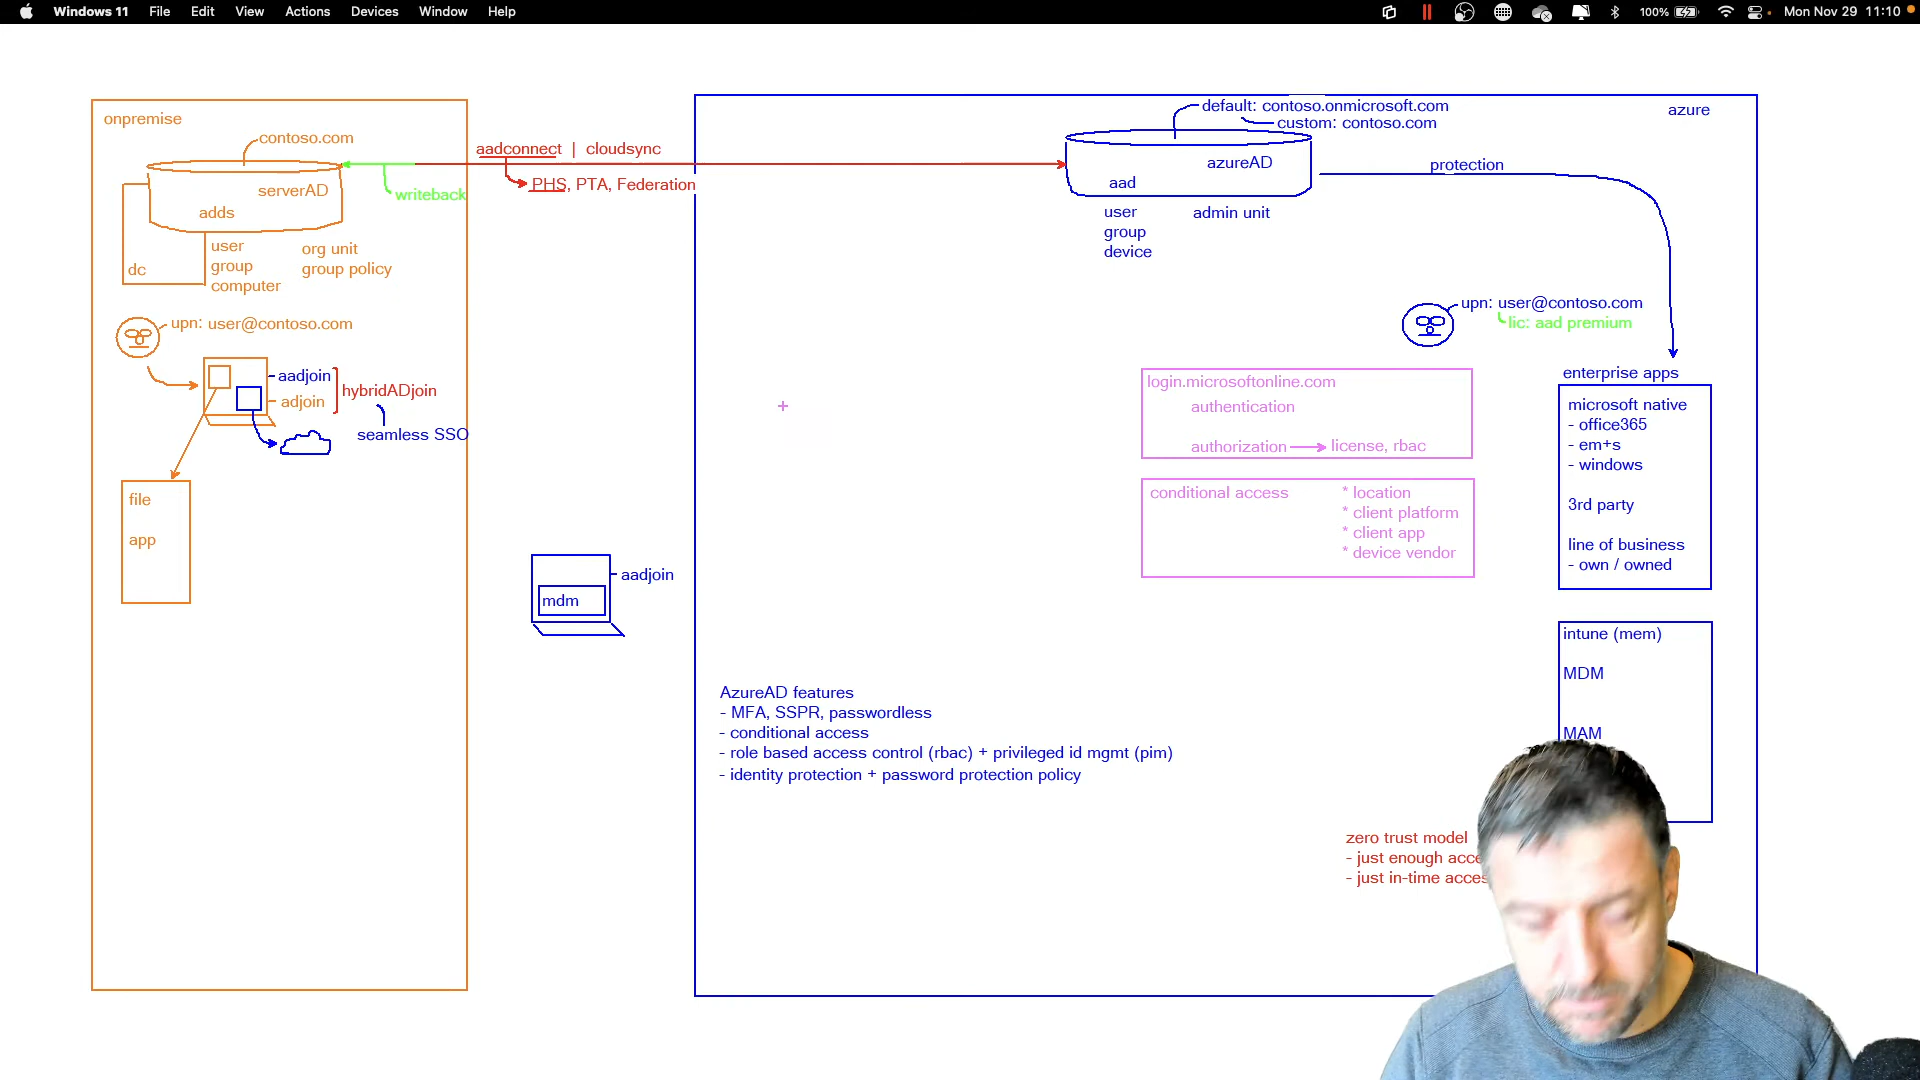 Windows 11 File Edit View Actions Devices Window Help 100% Mon Nov 29 11:10
onpremise
contoso.com
serverAD
adds
dc
user
group
computer
org unit
group policy
upn: user@contoso.com
aadjoin
adjoin
hybridADjoin
seamless SSO
file
app
aadconnect | cloudsync
PHS, PTA, Federation
writeback
aadjoin
mdm
azure
default: contoso.onmicrosoft.com
custom: contoso.com
azureAD
aad
user
group
device
admin unit
protection
upn: user@contoso.com
lic: aad premium
login.microsoftonline.com
authentication
authorization license, rbac
conditional access
* location
* client platform
* client app
* device vendor
enterprise apps
microsoft native
- office365
- em+s
- windows
3rd party
line of business
- own / owned
intune (mem)
MDM
MAM
AzureAD features
- MFA, SSPR, passwordless
- conditional access
- role based access control (rbac) + privileged id mgmt (pim)
- identity protection + password protection policy
zero trust model
- just enough
- just in-time